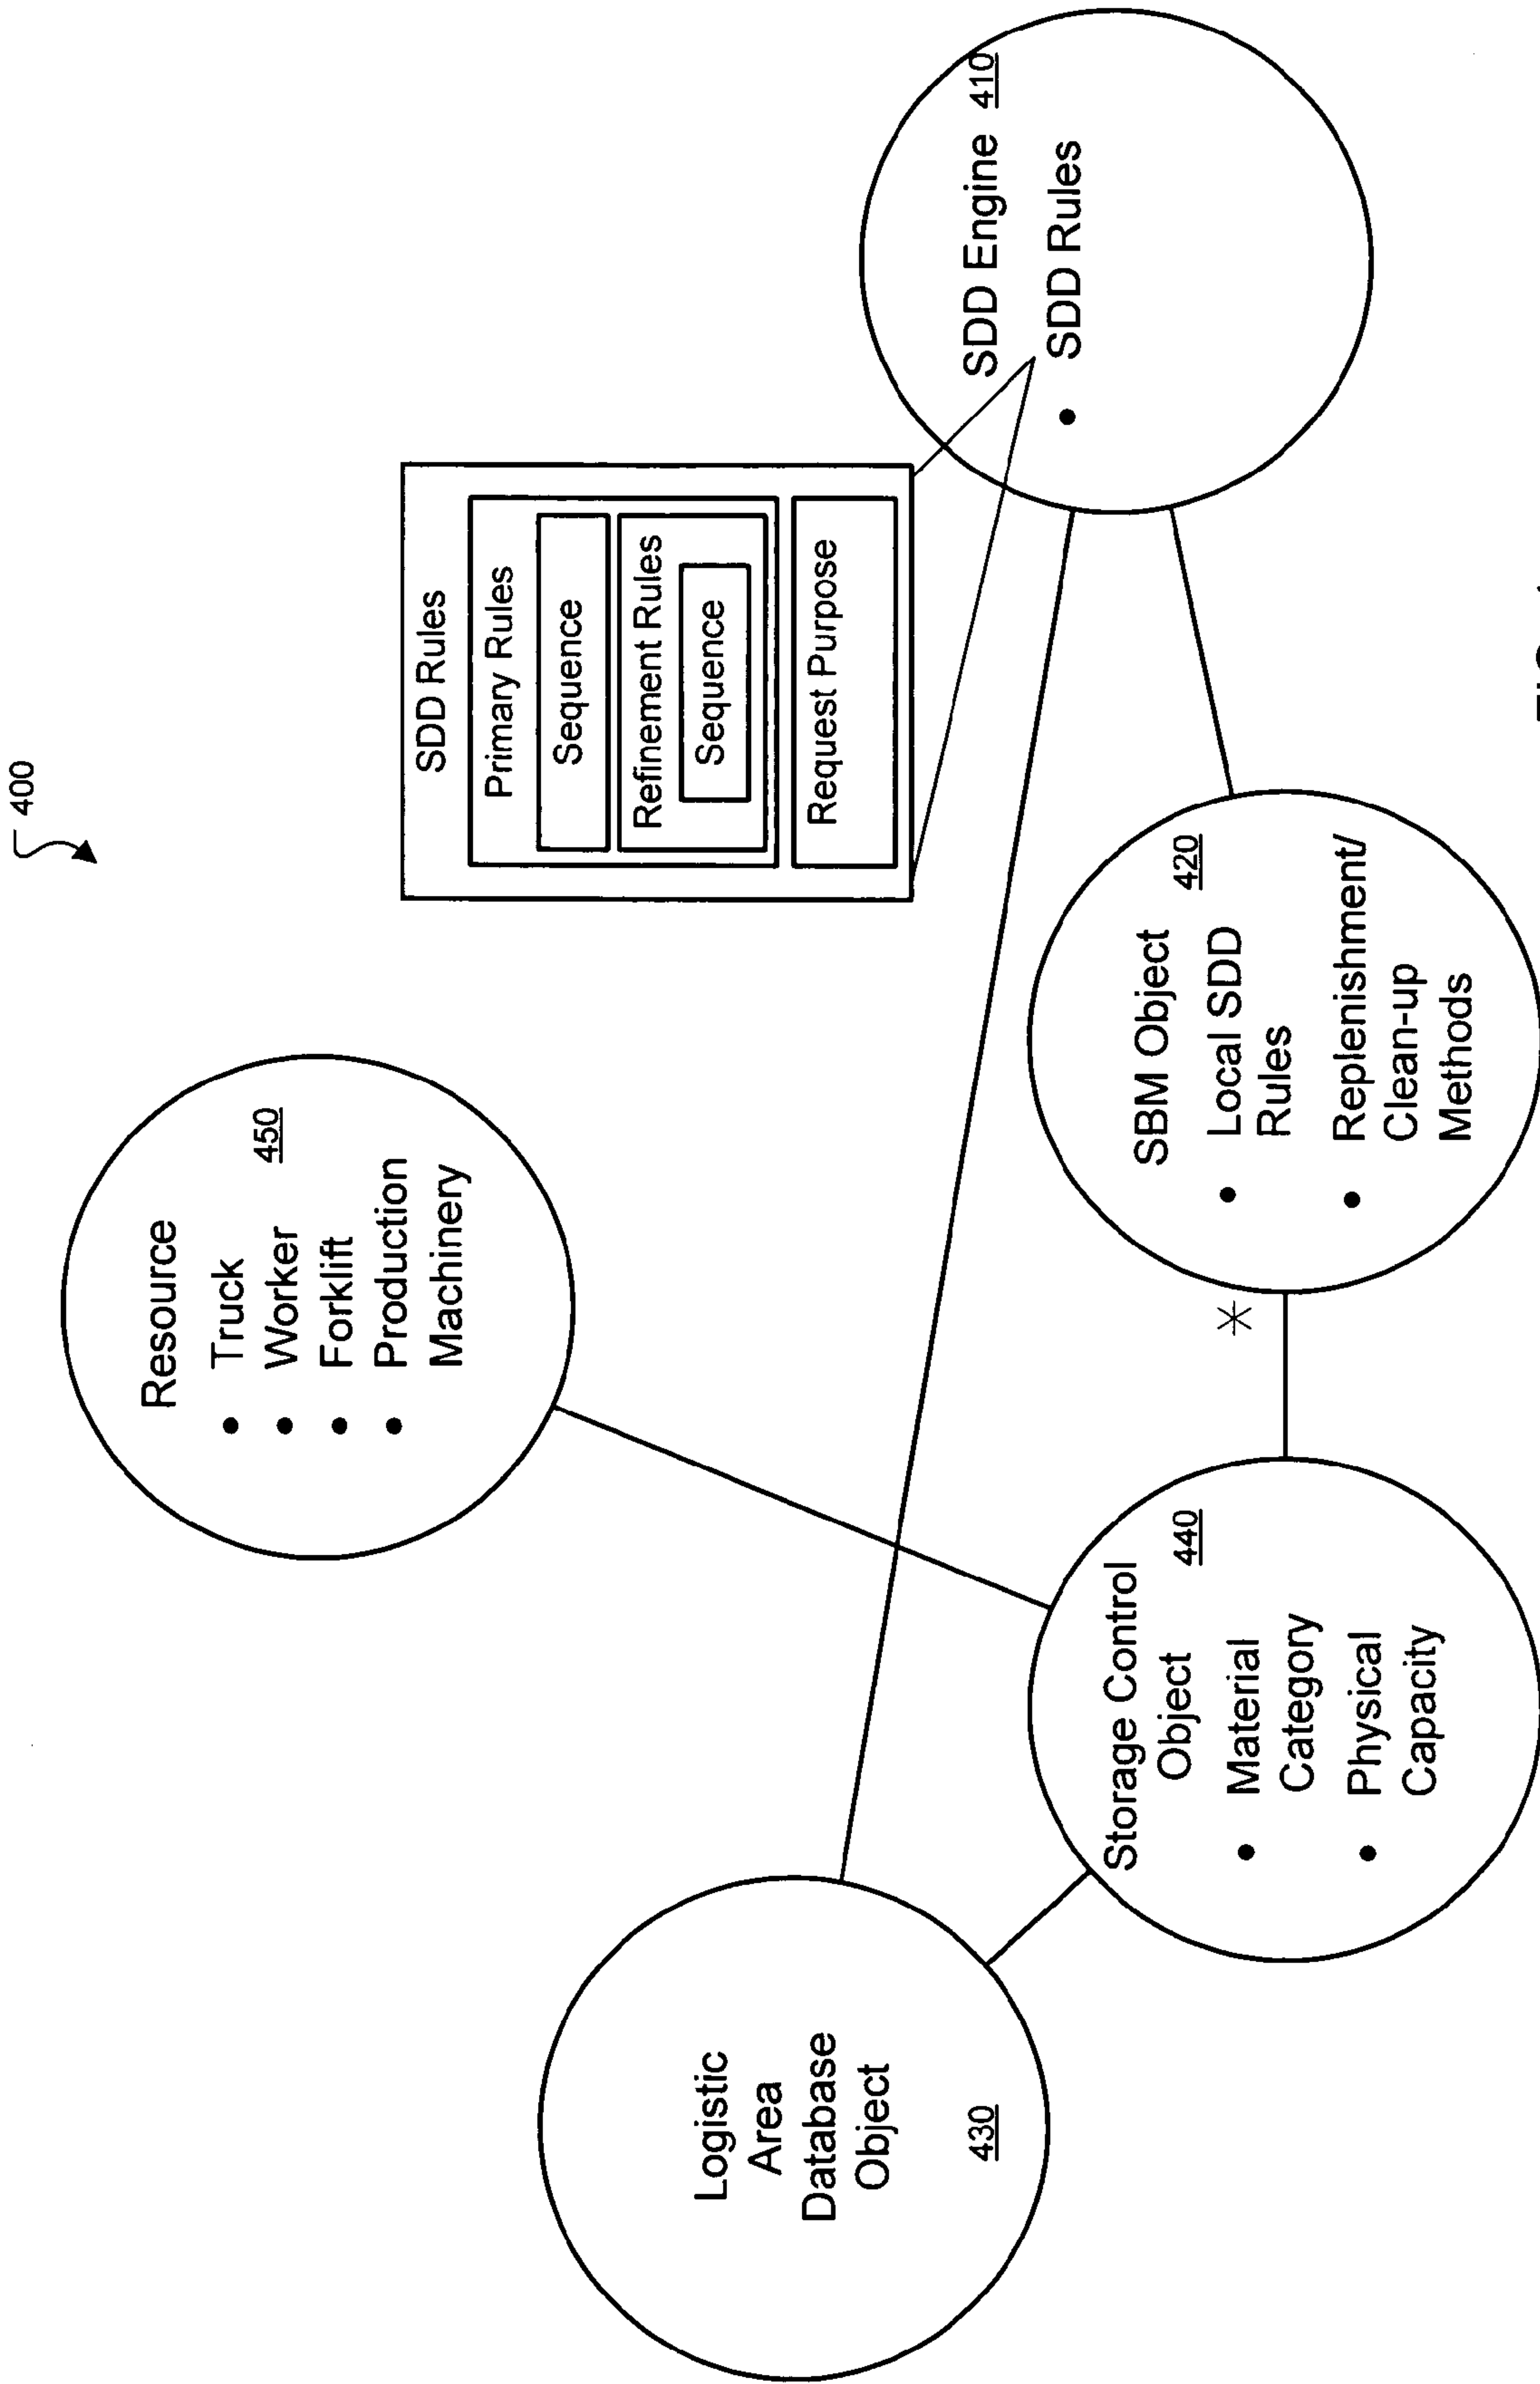 400
Resource
450
• Truck
• Worker
• Forklift
• Production
Machinery
SDD Rules
Primary Rules
Sequence
Refinement Rules
Sequence
Request Purpose
Logistic
Area
Database
Object
430
Storage Control
Object
440
• Material
Category
• Physical
Capacity
*
SBM Object
420
• Local SDD
Rules
• Replenishment/
Clean-up
Methods
SDD Engine 410
• SDD Rules